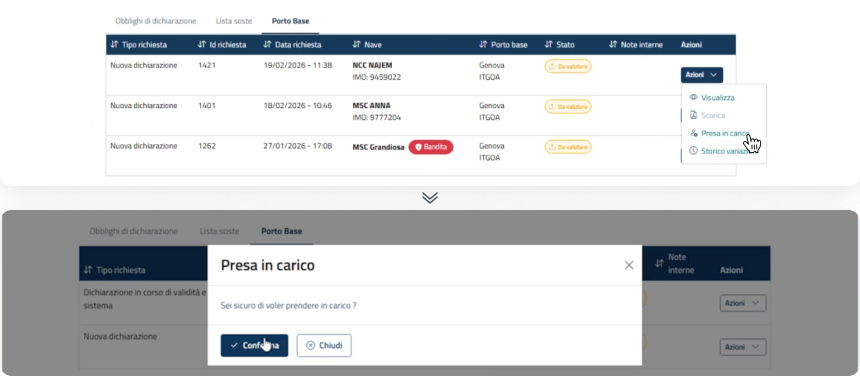 Obblighi di dichiarazione Lista soste Porto Base
Tipo richiesta Id richiesta Data richiesta Nave Porto base Stato Note interne Azioni
Nuova dichiarazione 1421 19/02/2026 - 11:38 NCC NAJEM Genova Da valutare Azioni
IMO: 9459022 ITGOA
Visualizza
Nuova dichiarazione 1401 18/02/2026 - 10:46 MSC ANNA Genova Da valutare
IMO: 9777204 ITGOA
Scarica
Presa in carico
Nuova dichiarazione 1262 27/01/2026 - 17:08 MSC Grandiosa Bandita Genova Da valutare
ITGOA
Storico
Obblighi di dichiarazione Lista soste Porto Base
Tipo richiesta Note interne Azioni
Presa in carico
Dichiarazione in corso di validità e
sistema
Azioni
Sei sicuro di voler prendere in carico ?
Nuova dichiarazione
Azioni
Conferma Chiudi